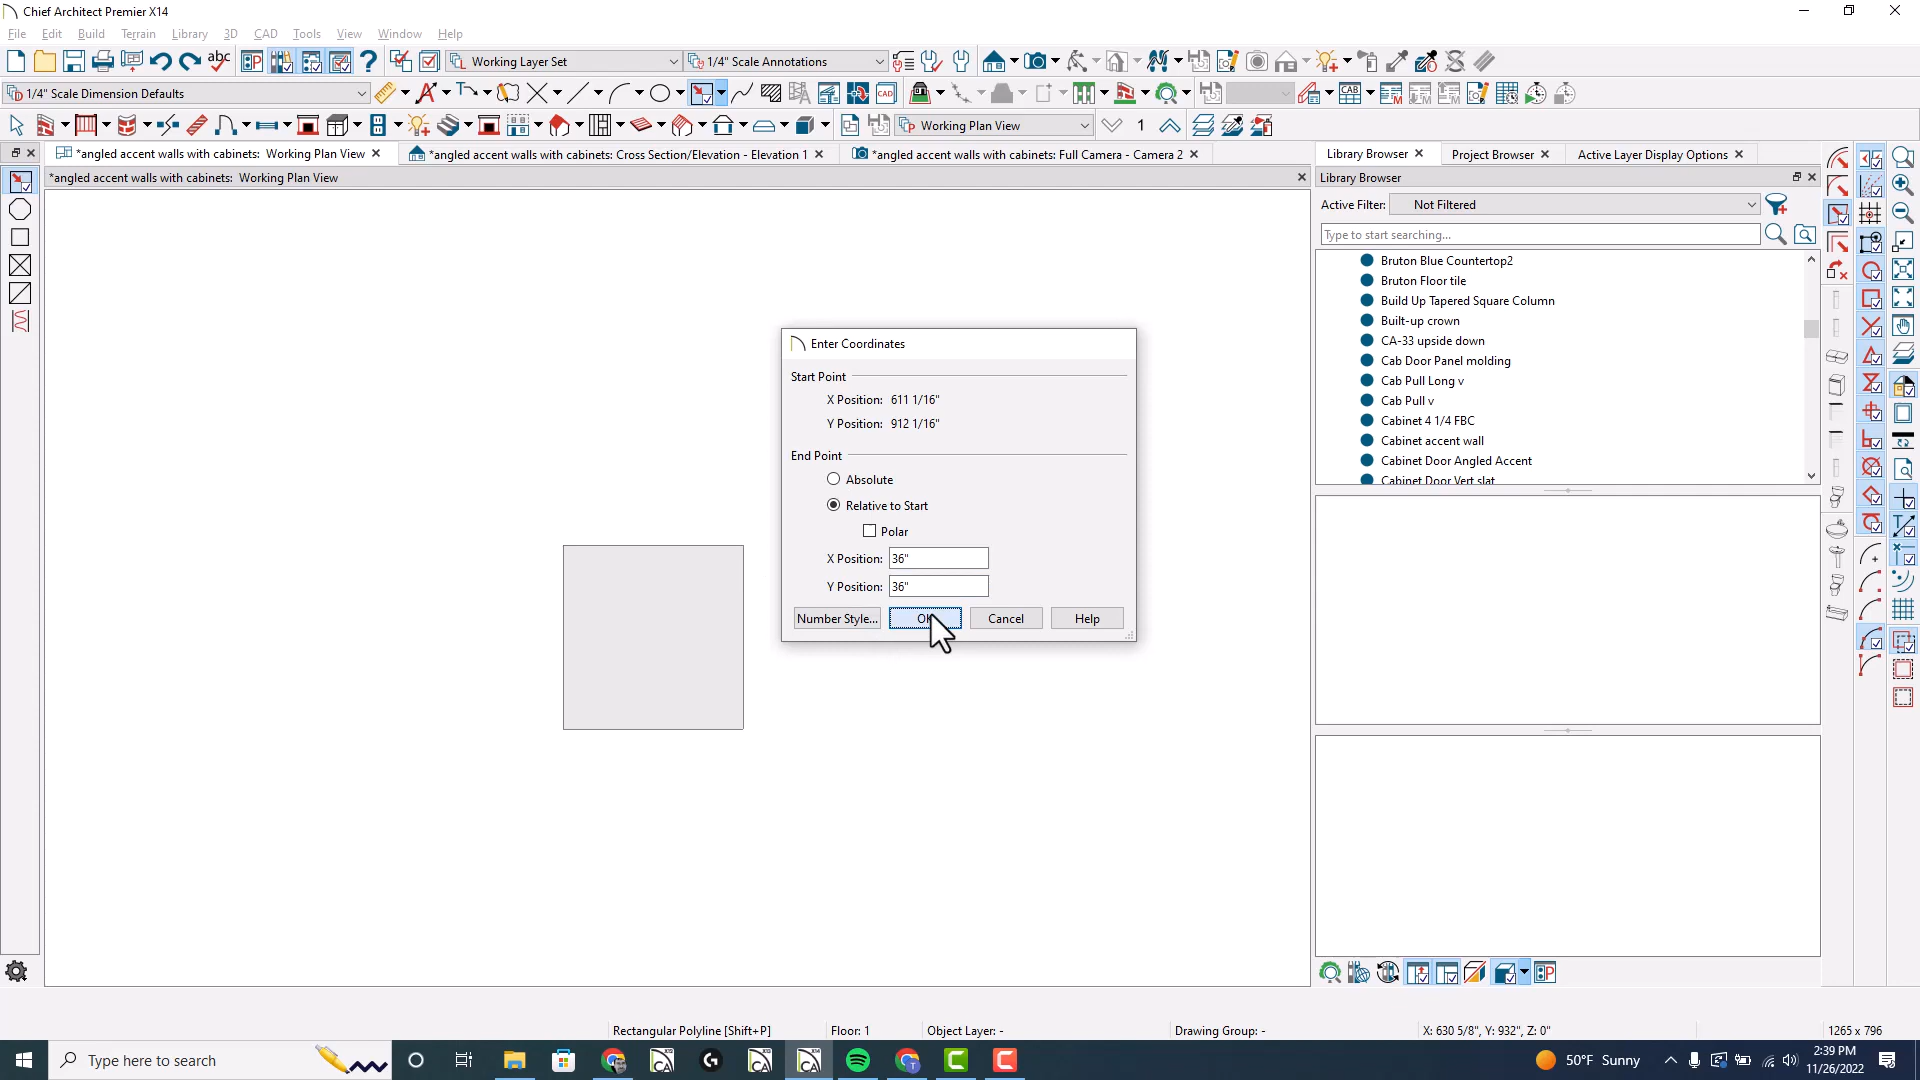 Chief Architect Premier X14
File Edit Build Terrain Library 3D CAD Tools View Window Help
Working Layer Set 1/4" Scale Annotations
1/4" Scale Dimension Defaults
Working Plan View 1
*angled accent walls with cabinets: Working Plan View *angled accent walls with cabinets: Cross Section/Elevation - Elevation 1 *angled accent walls with cabinets: Full Camera - Camera 2 Library Browser Project Browser Active Layer Display Options
*angled accent walls with cabinets: Working Plan View Library Browser
Active Filter: Not Filtered
Type to start searching...
Bruton Blue Countertop2
Bruton Floor tile
Build Up Tapered Square Column
Built-up crown
CA-33 upside down
Cab Door Panel molding
Cab Pull Long v
Cab Pull v
Cabinet 4 1/4 FBC
Cabinet accent wall
Cabinet Door Angled Accent
Cabinet Door Vert slat
Enter Coordinates
Start Point
X Position: 611 1/16"
Y Position: 912 1/16"
End Point
Absolute
Relative to Start
Polar
X Position: 36"
Y Position: 36"
Number Style... OK Cancel Help
Rectangular Polyline [Shift+P] Floor: 1 Object Layer: - Drawing Group: - X: 630 5/8", Y: 932", Z: 0" 1265 x 796
Type here to search 50°F Sunny 2:39 PM
11/26/2022